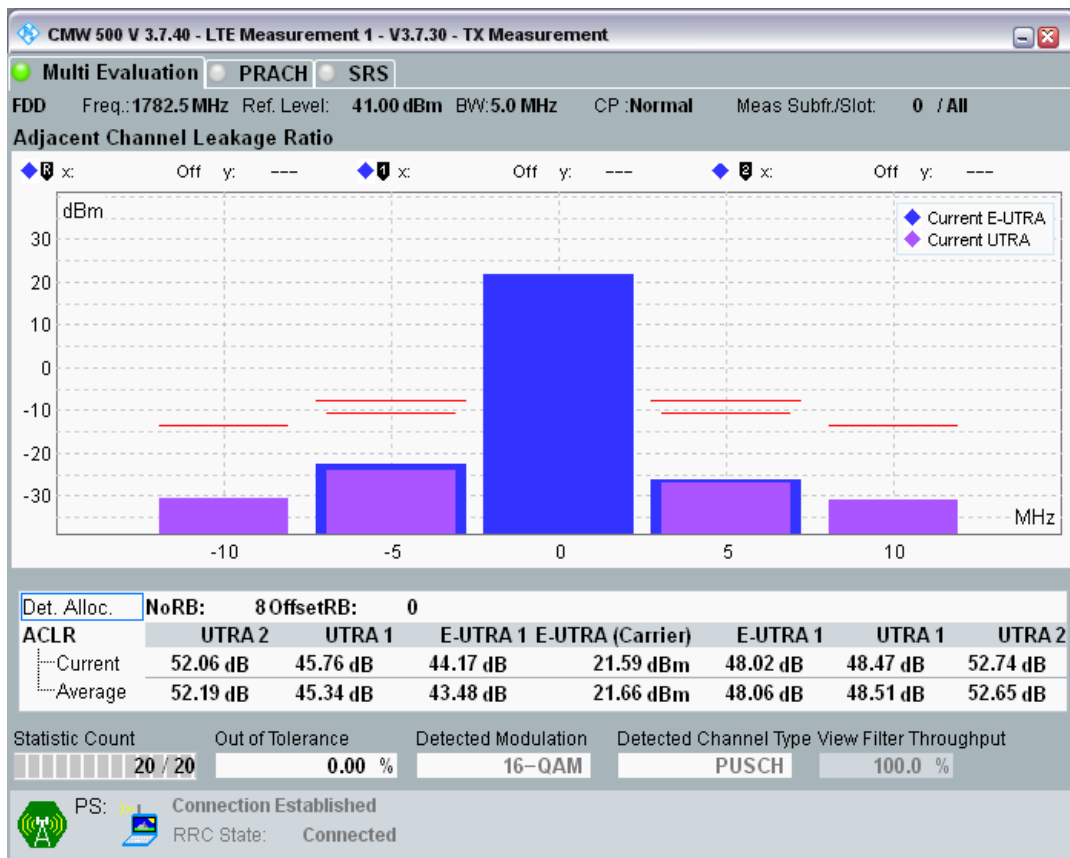 CMW 500 V 3.7.40 - LTE Measurement 1 - V3.7.30 - TX Measurement
Multi Evaluation PRACH SRS
FDD Freq.: 1782.5 MHz Ref. Level: 41.00 dBm BW: 5.0 MHz CP :Normal Meas Subfr./Slot: 0 / All
Adjacent Channel Leakage Ratio
R x: Off y: --- 1 x: Off y: --- 2 x: Off y: ---
dBm
Current E-UTRA
Current UTRA
30
20
10
0
-10
-20
-30
MHz
-10 -5 0 5 10
Det. Alloc. NoRB: 8 OffsetRB: 0
ACLR UTRA 2 UTRA 1 E-UTRA 1 E-UTRA (Carrier) E-UTRA 1 UTRA 1 UTRA 2
Current 52.06 dB 45.76 dB 44.17 dB 21.59 dBm 48.02 dB 48.47 dB 52.74 dB
Average 52.19 dB 45.34 dB 43.48 dB 21.66 dBm 48.06 dB 48.51 dB 52.65 dB
Statistic Count Out of Tolerance Detected Modulation Detected Channel Type View Filter Throughput
20 / 20 0.00 % 16-QAM PUSCH 100.0 %
PS: Connection Established
RRC State: Connected